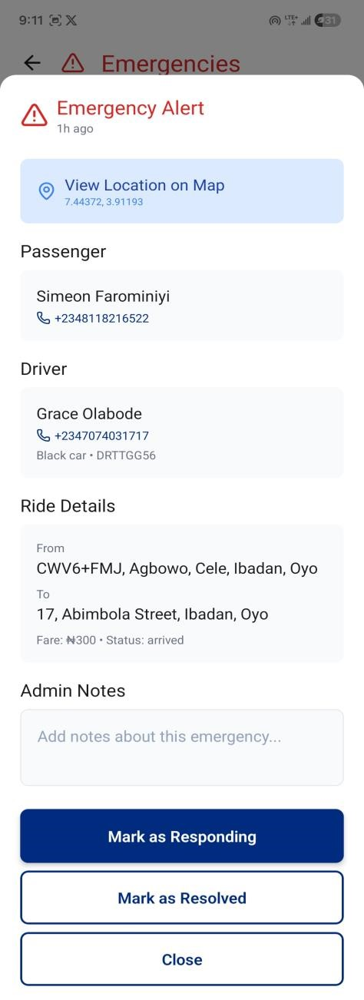 9:11
LTE+
31
Emergencies
Emergency Alert
1h ago
View Location on Map
7.44372, 3.91193
Passenger
Simeon Farominiyi
+2348118216522
Driver
Grace Olabode
+2347074031717
Black car • DRTTGG56
Ride Details
From
CWV6+FMJ, Agbowo, Cele, Ibadan, Oyo
To
17, Abimbola Street, Ibadan, Oyo
Fare: ₦300 • Status: arrived
Admin Notes
Add notes about this emergency...
Mark as Responding
Mark as Resolved
Close